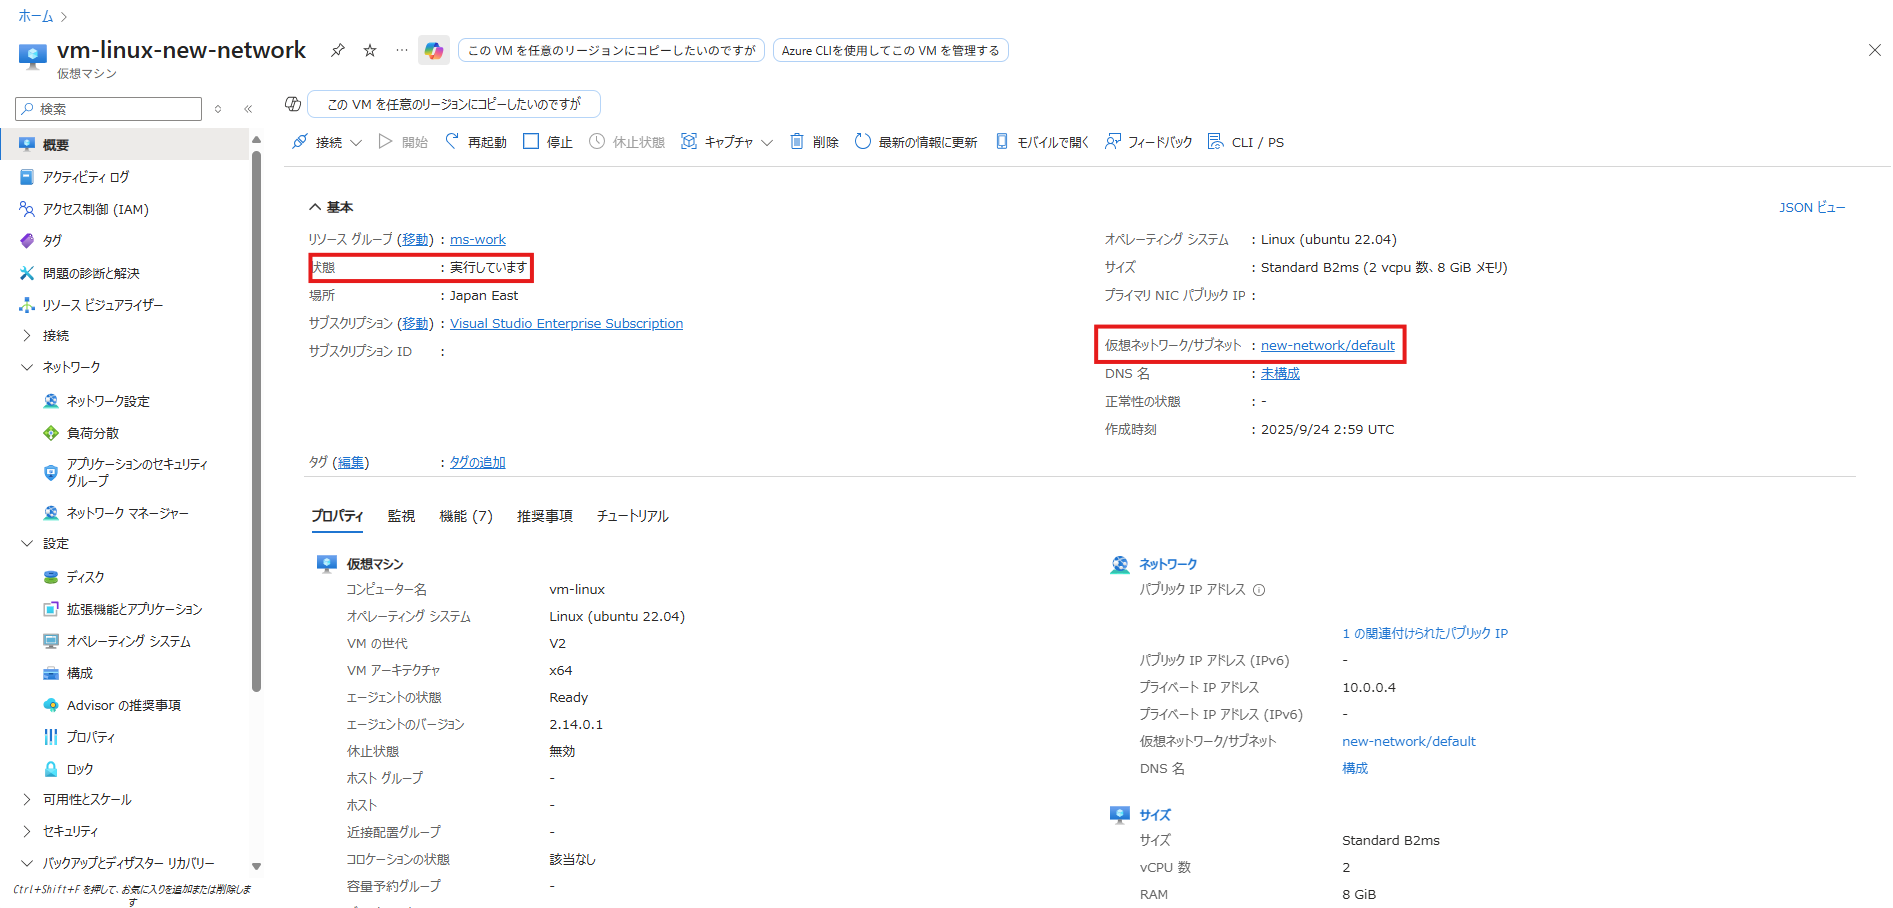 ホーム
vm-linux-new-network
仮想マシン
この VM を任意のリージョンにコピーしたいのですが
Azure CLIを使用してこの VM を管理する
検索
概要
アクティビティ ログ
アクセス制御 (IAM)
タグ
問題の診断と解決
リソース ビジュアライザー
接続
ネットワーク
ネットワーク設定
負荷分散
アプリケーションのセキュリティ
グループ
ネットワーク マネージャー
設定
ディスク
拡張機能とアプリケーション
オペレーティング システム
構成
Advisor の推奨事項
プロパティ
ロック
可用性とスケール
セキュリティ
バックアップとディザスター リカバリー
Ctrl+Shift+F を押して、お気に入りを追加または削除しま
す
この VM を任意のリージョンにコピーしたいのですが
接続 開始 再起動 停止 休止状態 キャプチャ 削除 最新の情報に更新 モバイルで開く フィードバック CLI / PS
基本
JSON ビュー
リソース グループ (移動) : ms-work
状態 : 実行しています
場所 : Japan East
サブスクリプション (移動) : Visual Studio Enterprise Subscription
サブスクリプション ID :
オペレーティング システム : Linux (ubuntu 22.04)
サイズ : Standard B2ms (2 vcpu 数、8 GiB メモリ)
プライマリ NIC パブリック IP :
仮想ネットワーク/サブネット : new-network/default
DNS 名 : 未構成
正常性の状態 : -
作成時刻 : 2025/9/24 2:59 UTC
タグ (編集) : タグの追加
プロパティ 監視 機能 (7) 推奨事項 チュートリアル
仮想マシン
コンピューター名 vm-linux
オペレーティング システム Linux (ubuntu 22.04)
VM の世代 V2
VM アーキテクチャ x64
エージェントの状態 Ready
エージェントのバージョン 2.14.0.1
休止状態 無効
ホスト グループ -
ホスト -
近接配置グループ -
コロケーションの状態 該当なし
容量予約グループ -
ネットワーク
パブリック IP アドレス
1 の関連付けられたパブリック IP
パブリック IP アドレス (IPv6) -
プライベート IP アドレス 10.0.0.4
プライベート IP アドレス (IPv6) -
仮想ネットワーク/サブネット new-network/default
DNS 名 構成
サイズ
サイズ Standard B2ms
vCPU 数 2
RAM 8 GiB